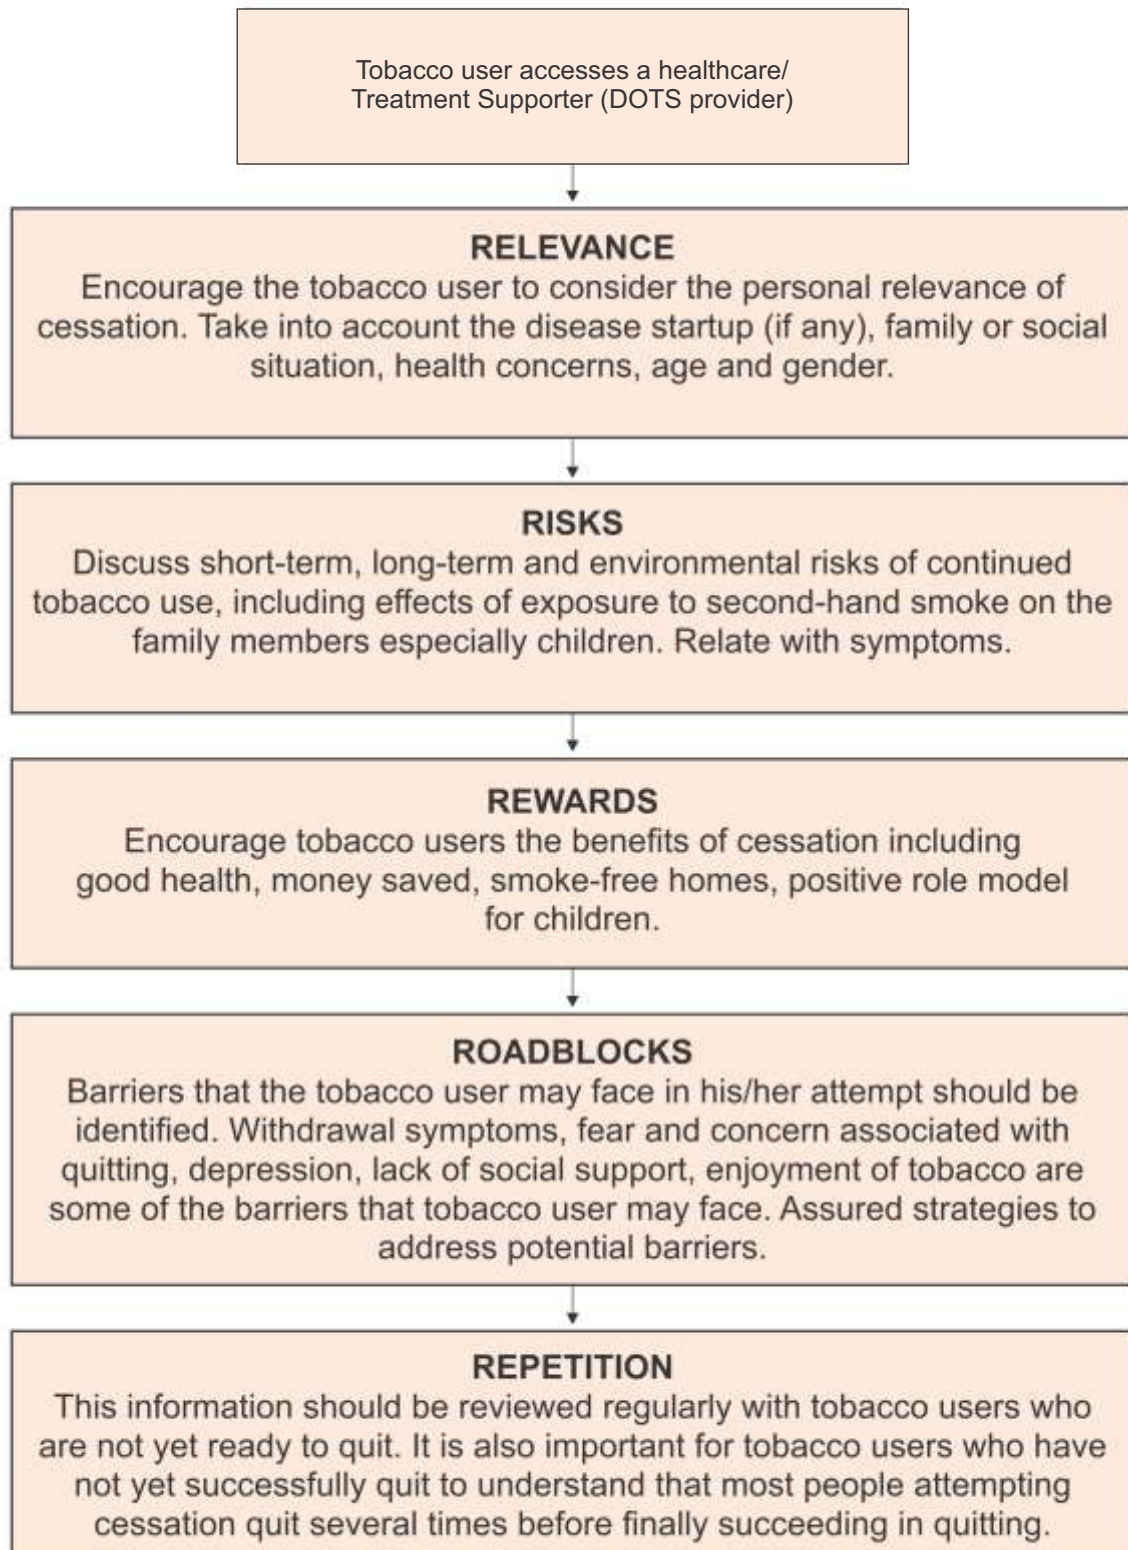 Tobacco user accesses a healthcare/
Treatment Supporter (DOTS provider)
RELEVANCE
Encourage the tobacco user to consider the personal relevance of
cessation. Take into account the disease startup (if any), family or social
situation, health concerns, age and gender.
RISKS
Discuss short-term, long-term and environmental risks of continued
tobacco use, including effects of exposure to second-hand smoke on the
family members especially children. Relate with symptoms.
REWARDS
Encourage tobacco users the benefits of cessation including
good health, money saved, smoke-free homes, positive role model
for children.
ROADBLOCKS
Barriers that the tobacco user may face in his/her attempt should be
identified. Withdrawal symptoms, fear and concern associated with
quitting, depression, lack of social support, enjoyment of tobacco are
some of the barriers that tobacco user may face. Assured strategies to
address potential barriers.
REPETITION
This information should be reviewed regularly with tobacco users who
are not yet ready to quit. It is also important for tobacco users who have
not yet successfully quit to understand that most people attempting
cessation quit several times before finally succeeding in quitting.